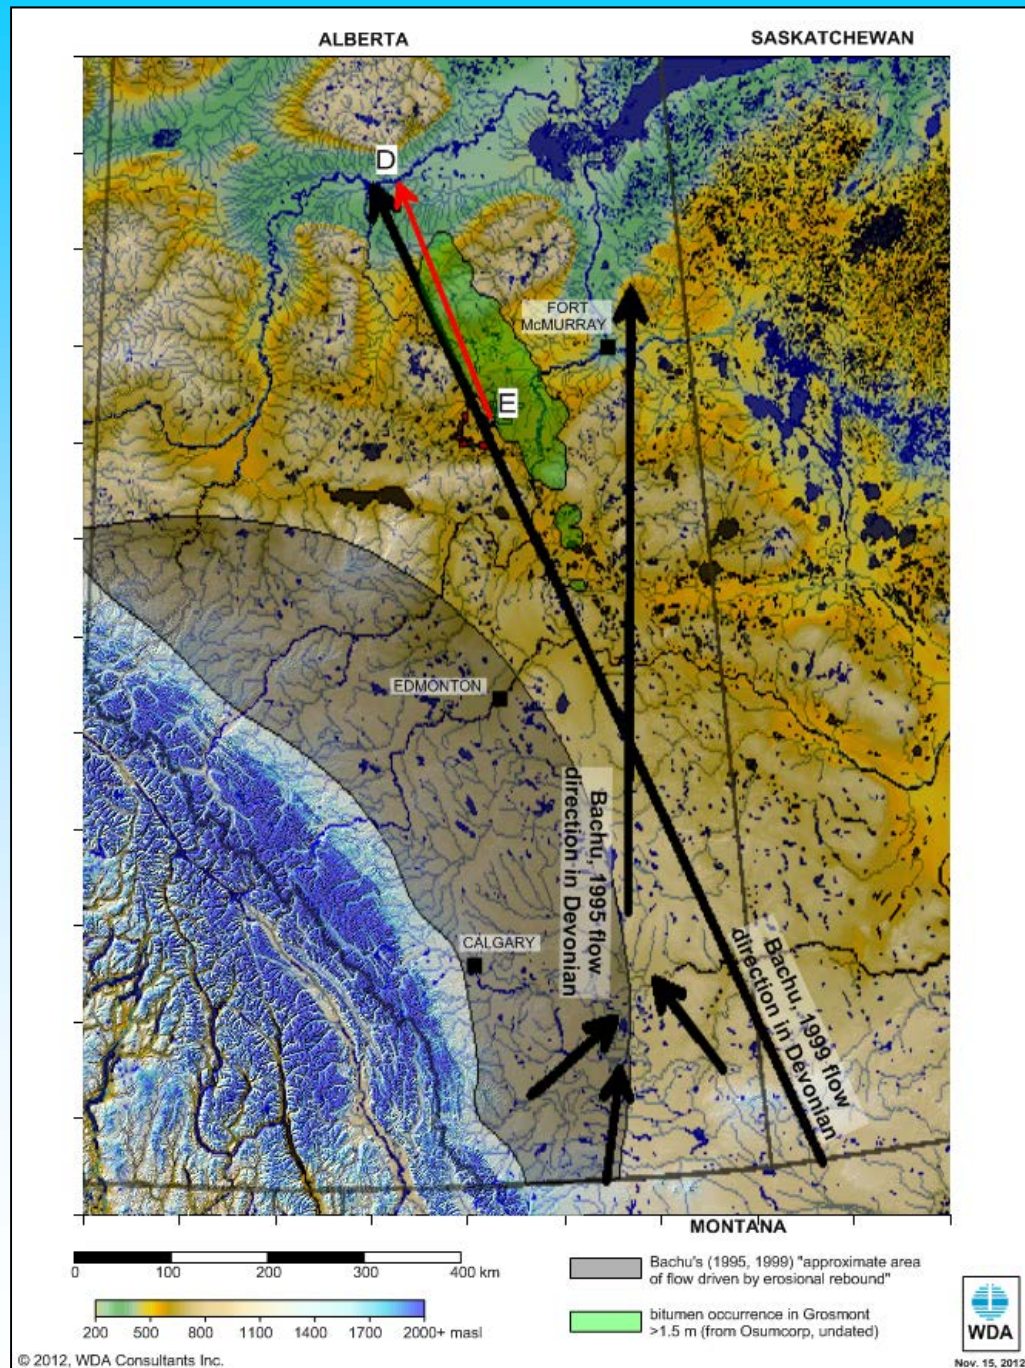 ALBERTA
SASKATCHEWAN
D
FORT
McMURRAY
E
EDMONTON
Bachu, 1995 flow
direction in Devonian
CALGARY
Bachu, 1999 flow
direction in Devonian
MONTANA
0 100 200 300 400 km
Bachu's (1995, 1999) "approximate area
of flow driven by erosional rebound"
200 500 800 1100 1400 1700 2000+ masl
bitumen occurrence in Grosmont
>1.5 m (from Osumcorp, undated)
WDA
© 2012, WDA Consultants Inc.
Nov. 15, 2012